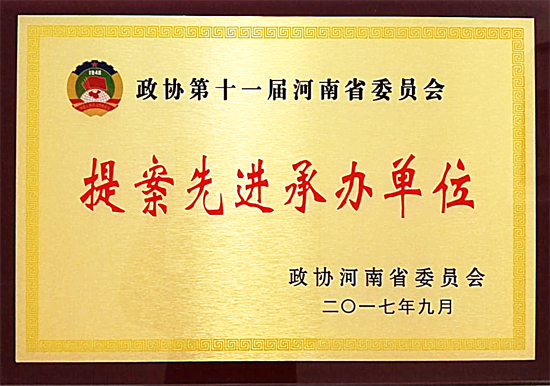 政协第十一届河南省委员会
提案先进承办单位
政协河南省委员会
二〇一七年九月